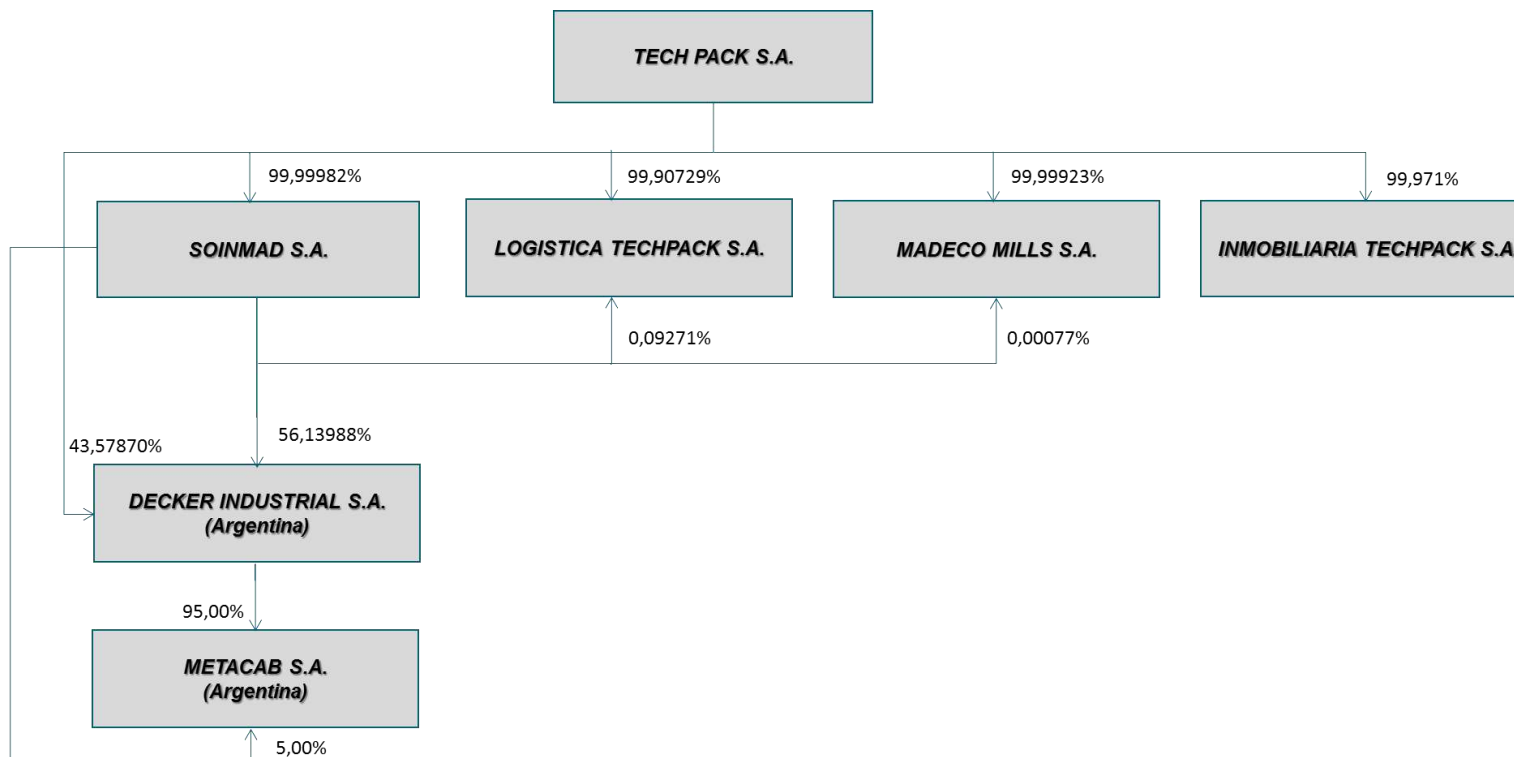 TECH PACK S.A.
99,99982%
99,90729%
99,99923%
99,971%
SOINMAD S.A.
LOGISTICA TECHPACK S.A.
MADECO MILLS S.A.
INMOBILIARIA TECHPACK S.A
0,09271%
0,00077%
43,57870%
56,13988%
DECKER INDUSTRIAL S.A.
(Argentina)
95,00%
METACAB S.A.
(Argentina)
5,00%